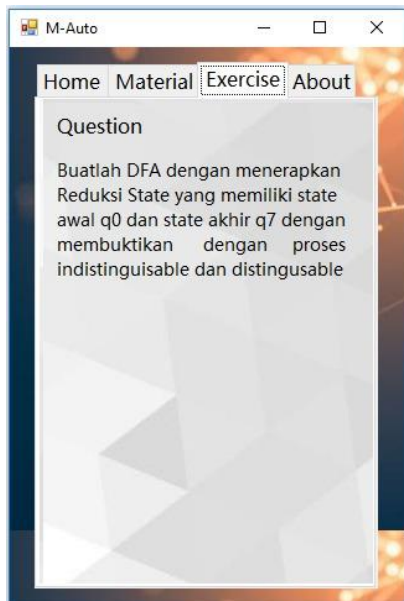 M-Auto
Home Material Exercise About
Question
Buatlah DFA dengan menerapkan
Reduksi State yang memiliki state
awal q0 dan state akhir q7 dengan
membuktikan dengan proses
indistinguisable dan distingusable